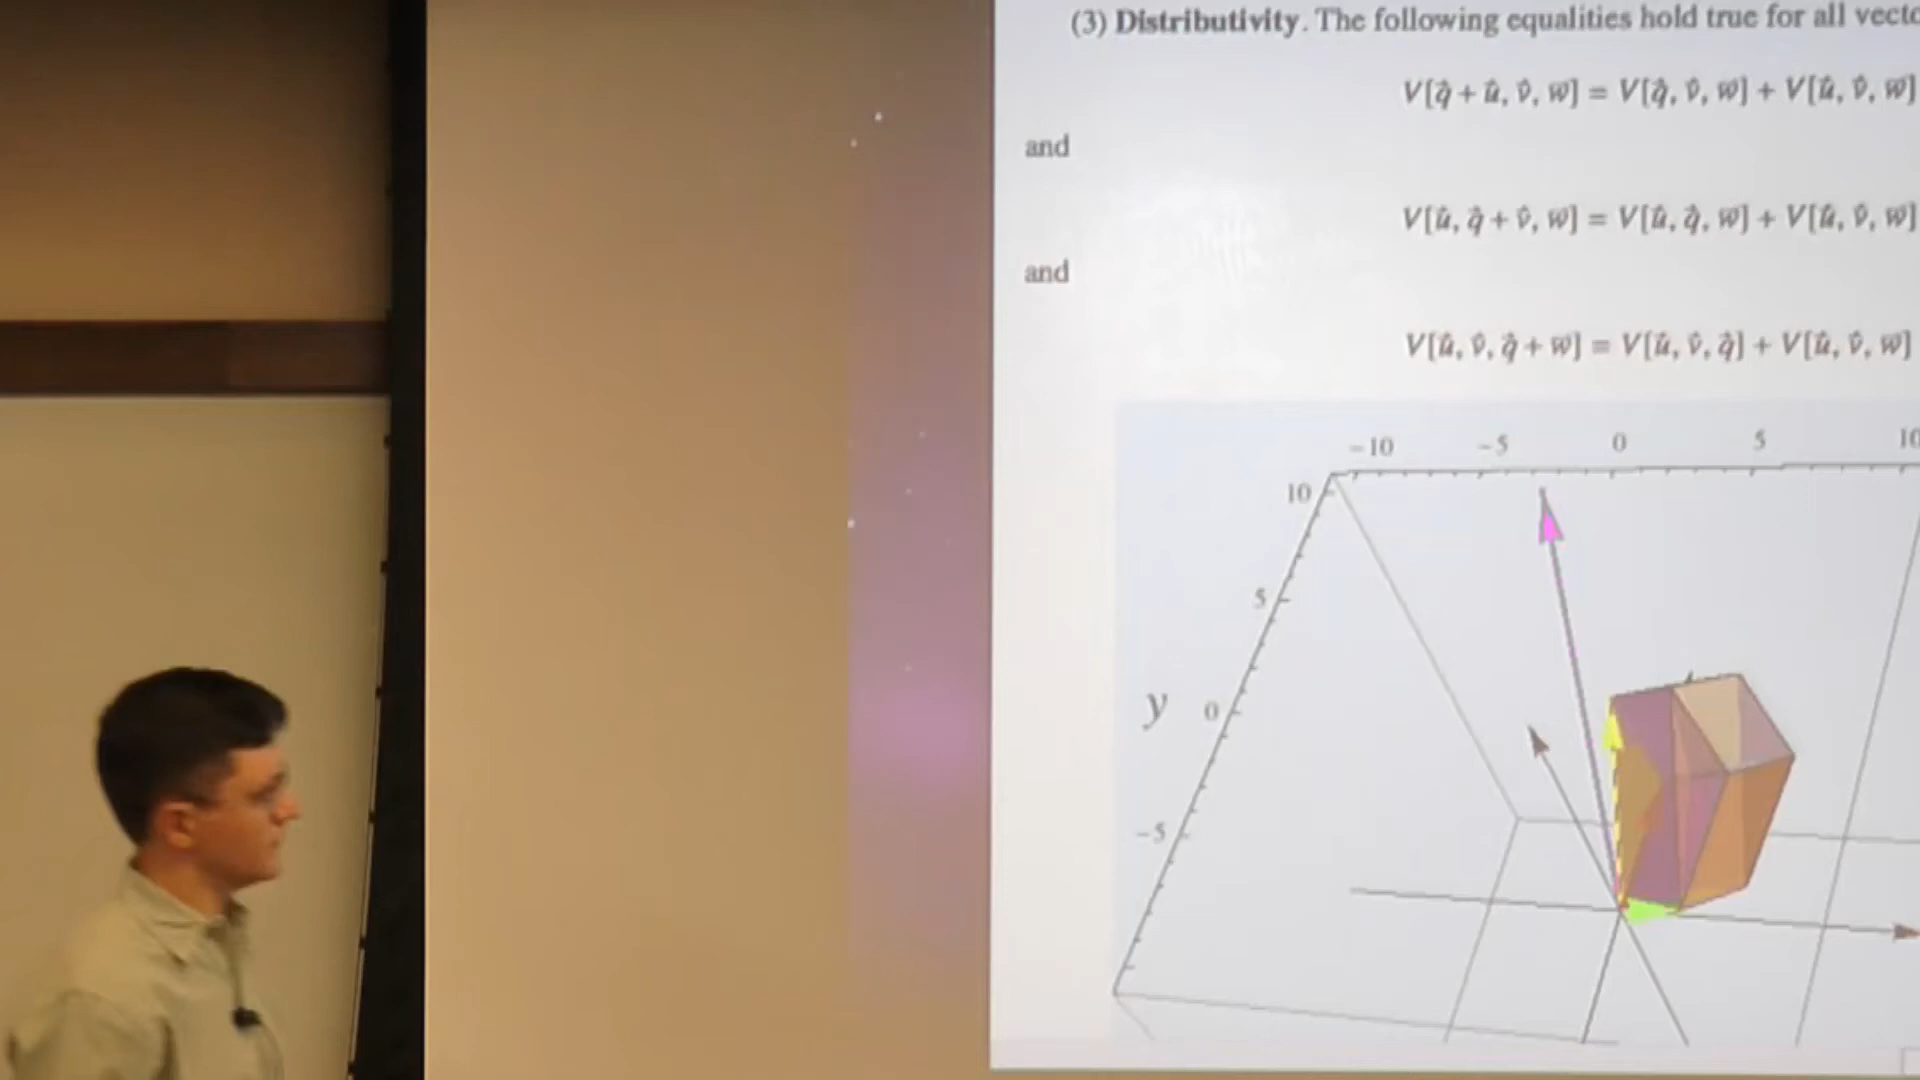 (3) Distributivity. The following equalities hold true for all
V[q̂ + û, v̂, ŵ] = V[q̂, v̂, ŵ] + V[û, v̂, ŵ]
and
V[û, q̂ + v̂, ŵ] = V[û, q̂, ŵ] + V[û, v̂, ŵ]
and
V[û, v̂, q̂ + ŵ] = V[û, v̂, q̂] + V[û, v̂, ŵ]
-10 -5 0 5 10
10
5
y 0
-5